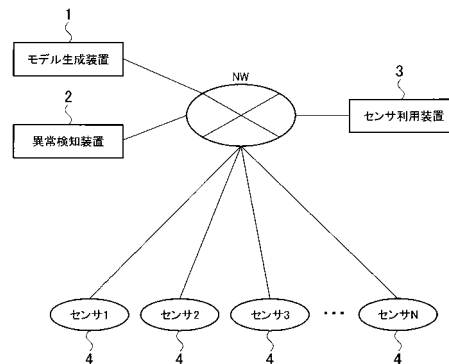 1
モデル生成装置
NW
3
2
センサ利用装置
異常検知装置
センサ1
センサ2
センサ3
・・・
センサN
4
4
4
4